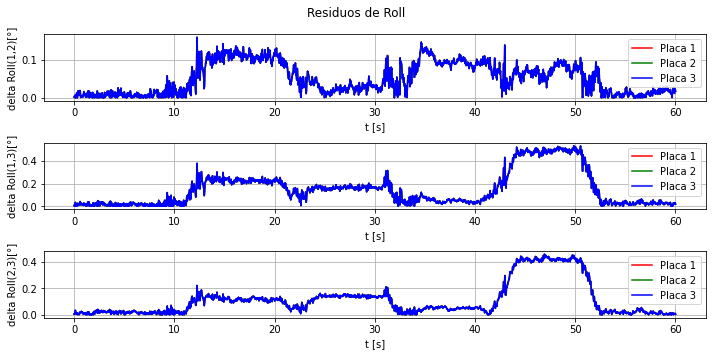 Residuos de Roll
delta Roll(1,2)[°]
0.1
0.0
Placa 1
Placa 2
Placa 3
0 10 20 30 40 50 60
t [s]
delta Roll(1,3)[°]
0.4
0.2
0.0
Placa 1
Placa 2
Placa 3
0 10 20 30 40 50 60
t [s]
delta Roll(2,3)[°]
0.4
0.2
0.0
Placa 1
Placa 2
Placa 3
0 10 20 30 40 50 60
t [s]